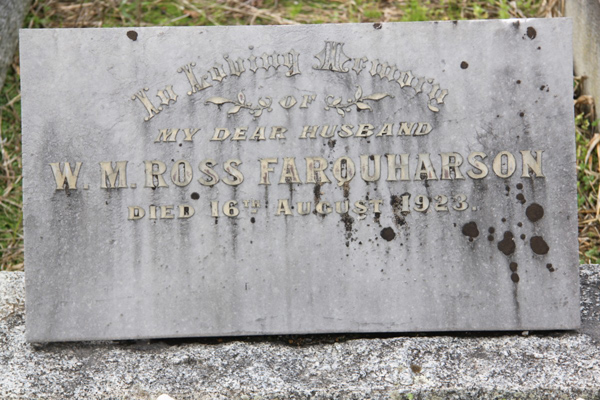 In Loving Memory
OF
MY DEAR HUSBAND
W. M. ROSS FARQUHARSON
DIED 16TH AUGUST 1923.